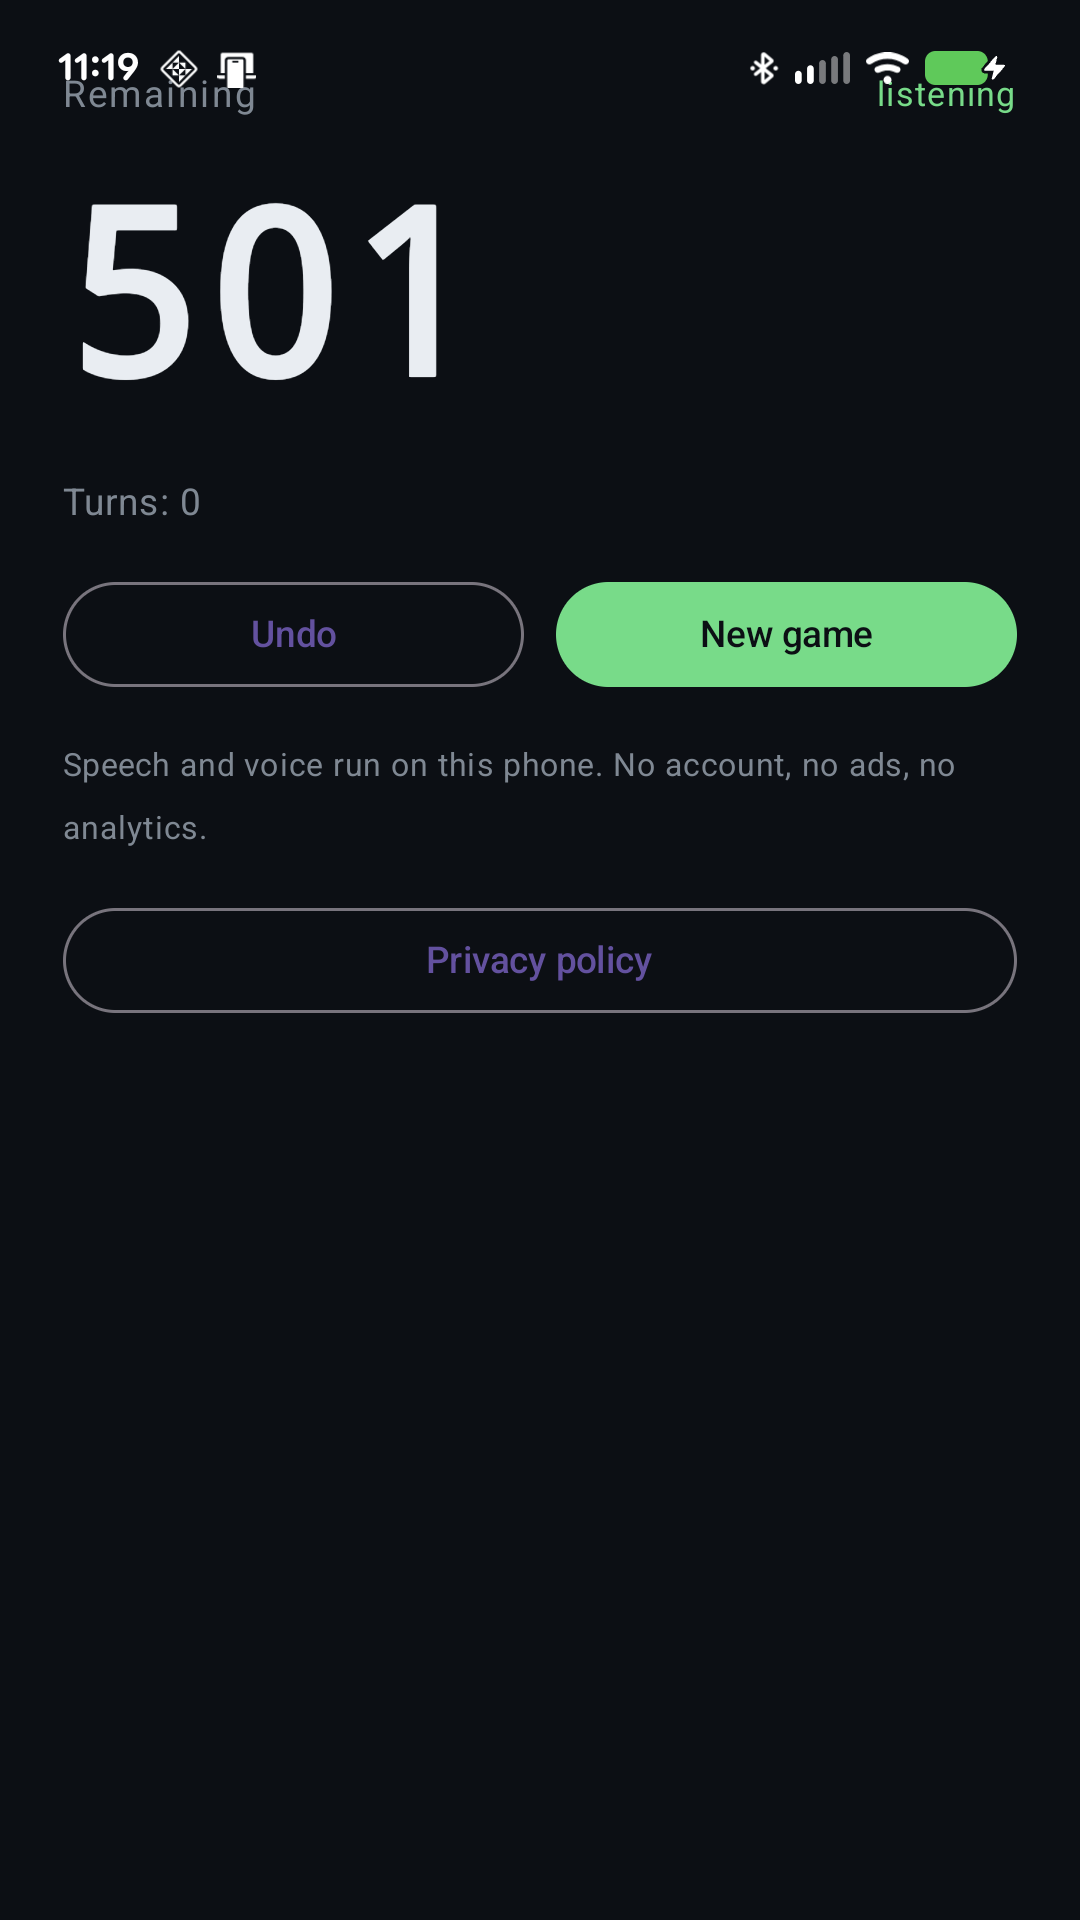 11:19
Remaining
listening
501
Turns: 0
Undo
New game
Speech and voice run on this phone. No account, no ads, no
analytics.
Privacy policy